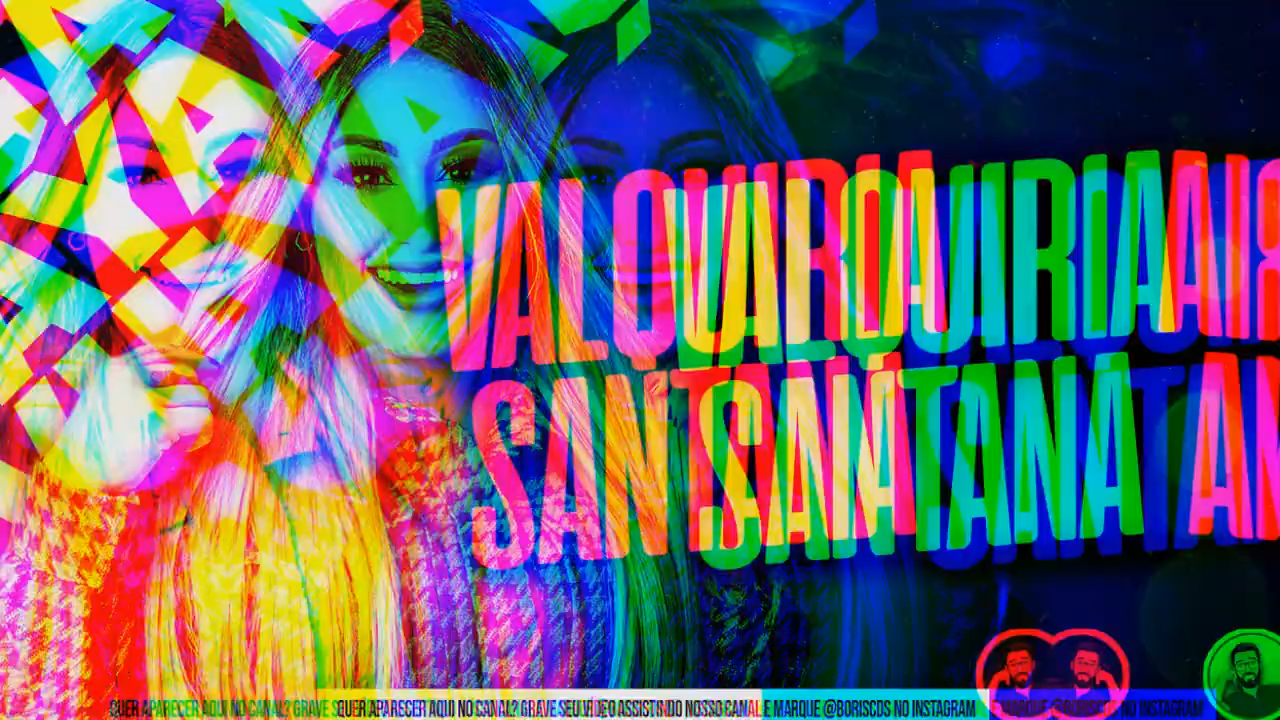 VALQUIRIA
SANTANA
QUER APARECER AQUI NO CANAL? GRAVE SEU VÍDEO ASSISTINDO NOSSO CANAL E MARQUE @BORISCDS NO INSTAGRAM